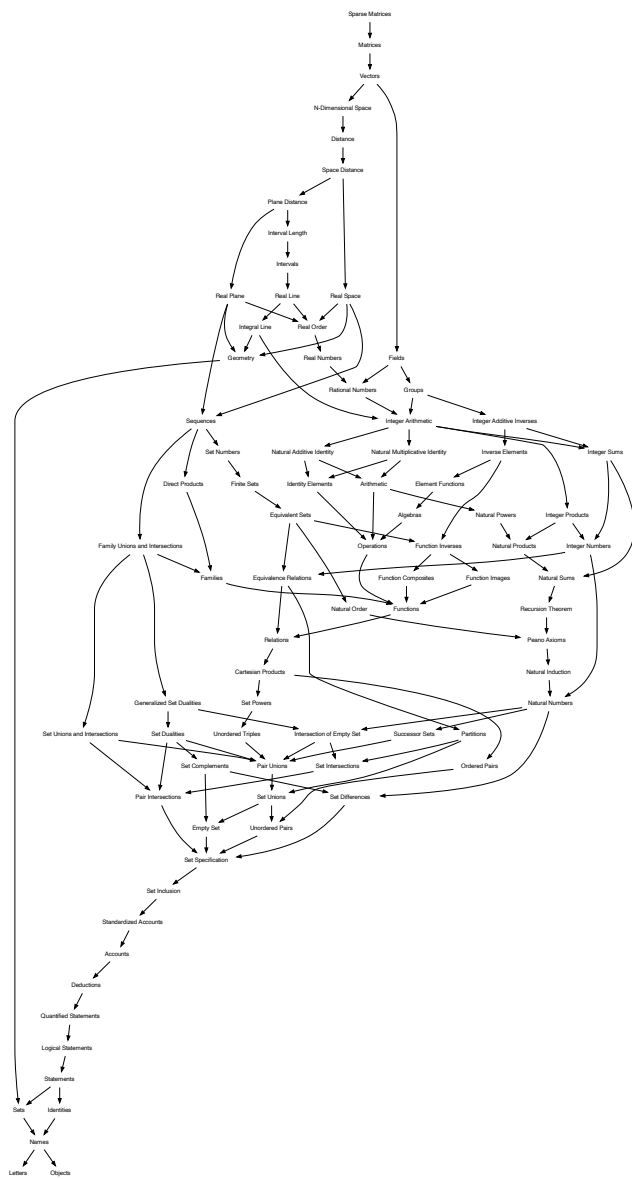 Sparse Matrices
Matrices
Vectors
N-Dimensional Space
Distance
Space Distance
Plane Distance
Interval Length
Intervals
Real Plane
Real Line
Real Space
Integral Line
Real Order
Geometry
Real Numbers
Fields
Rational Numbers
Groups
Sequences
Integer Arithmetic
Integer Additive Inverses
Set Numbers
Natural Additive Identity
Natural Multiplicative Identity
Inverse Elements
Integer Sums
Direct Products
Finite Sets
Identity Elements
Arithmetic
Element Functions
Equivalent Sets
Algebras
Natural Powers
Integer Products
Family Unions and Intersections
Operations
Function Inverses
Natural Products
Integer Numbers
Families
Equivalence Relations
Function Composites
Function Images
Natural Sums
Natural Order
Functions
Recursion Theorem
Relations
Peano Axioms
Cartesian Products
Natural Induction
Generalized Set Dualities
Set Powers
Natural Numbers
Set Unions and Intersections
Set Dualities
Unordered Triples
Intersection of Empty Set
Successor Sets
Partitions
Set Complements
Pair Unions
Set Intersections
Ordered Pairs
Pair Intersections
Set Unions
Set Differences
Empty Set
Unordered Pairs
Set Specification
Set Inclusion
Standardized Accounts
Accounts
Deductions
Quantified Statements
Logical Statements
Statements
Sets
Identities
Names
Letters
Objects